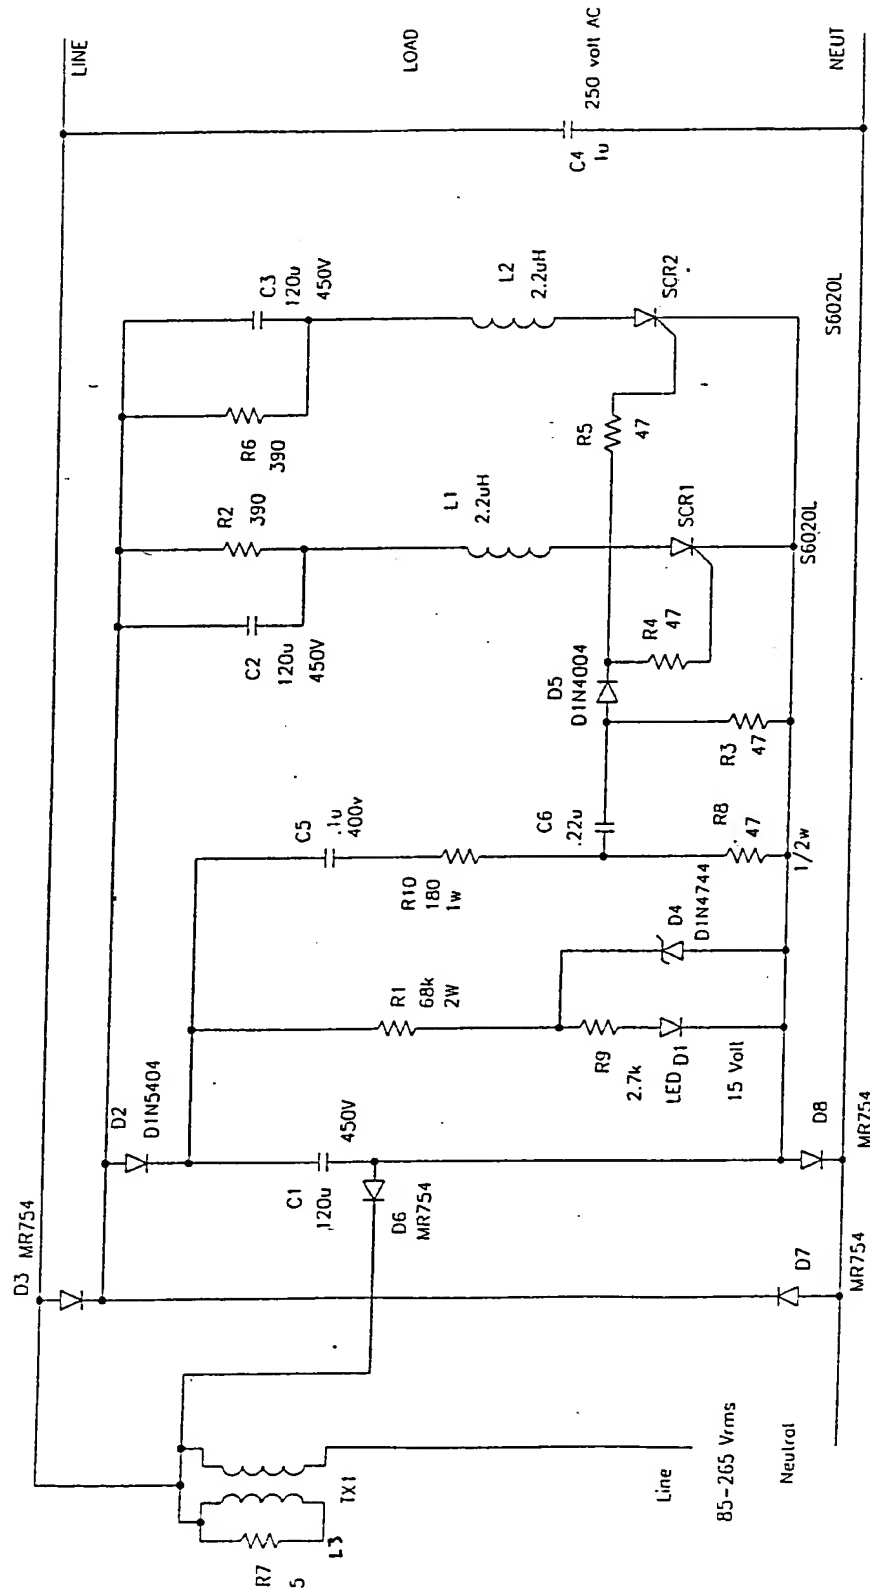 LINE
LOAD
NEUT
250 volt AC
C4
1u
C3
120u
450V
L2
2.2uH
SCR2
S6020L
R6
390
R5
47
R2
390
L1
2.2uH
SCR1
S6020L
C2
120u
450V
R4
47
D5
D1N4004
R3
47
C5
.1u
400v
C6
.22u
R10
180
1w
R8
47
1/2w
D4
D1N4744
R1
68k
2W
R9
2.7k
LED
D1
15 Volt
D2
D1N5404
450V
C1
120u
D6
MR754
D8
MR754
D3
MR754
D7
MR754
TX1
L3
R7
5
Line
85-265 Vrms
Neutral